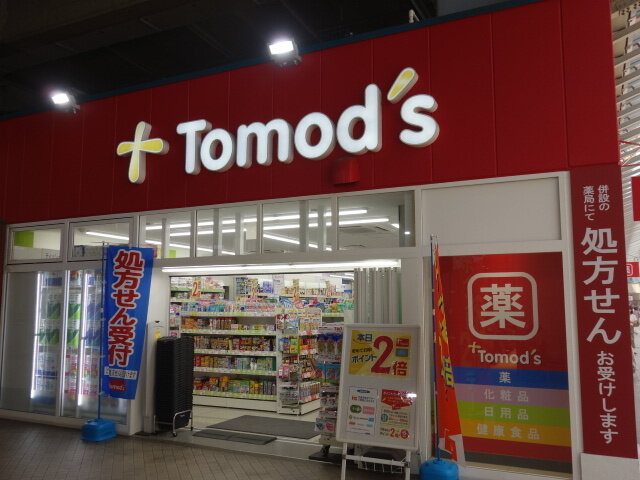 Tomod's
併設の
薬局にて
処方せん
お受けします
処方せん受付
Tomod's
本日
ポイント
2倍
薬
Tomod's
薬
化粧品
日用品
健康食品